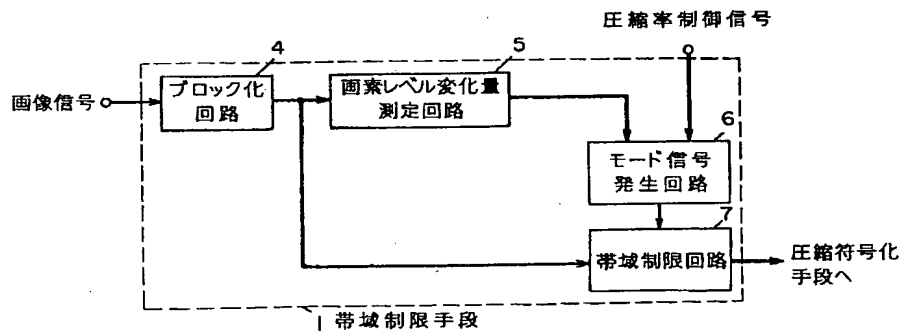 圧縮率制御信号
画像信号
4
ブロック化
回路
5
画素レベル変化量
測定回路
6
モード信号
発生回路
7
帯域制限回路
圧縮符号化
手段へ
1 帯域制限手段